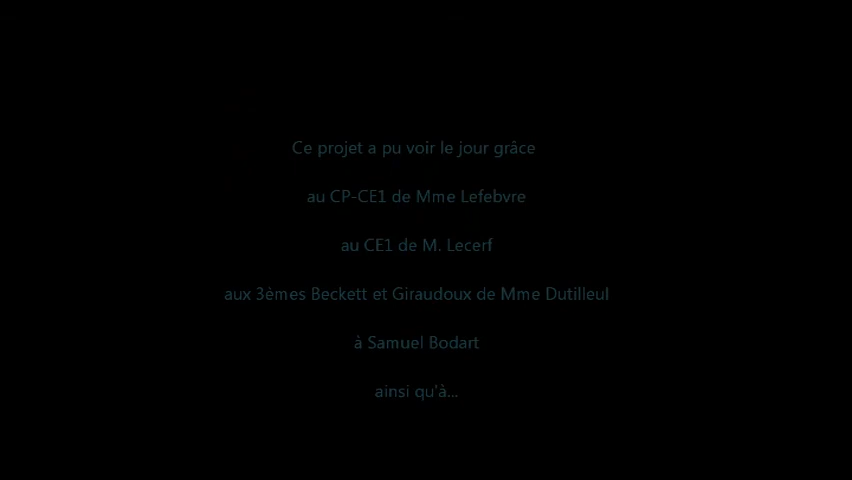 Ce projet a pu voir le jour grâce
au CP-CE1 de Mme Lefebvre
au CE1 de M. Lecerf
aux 3èmes Beckett et Giraudoux de Mme Dutilleul
à Samuel Bodart
ainsi qu'à...